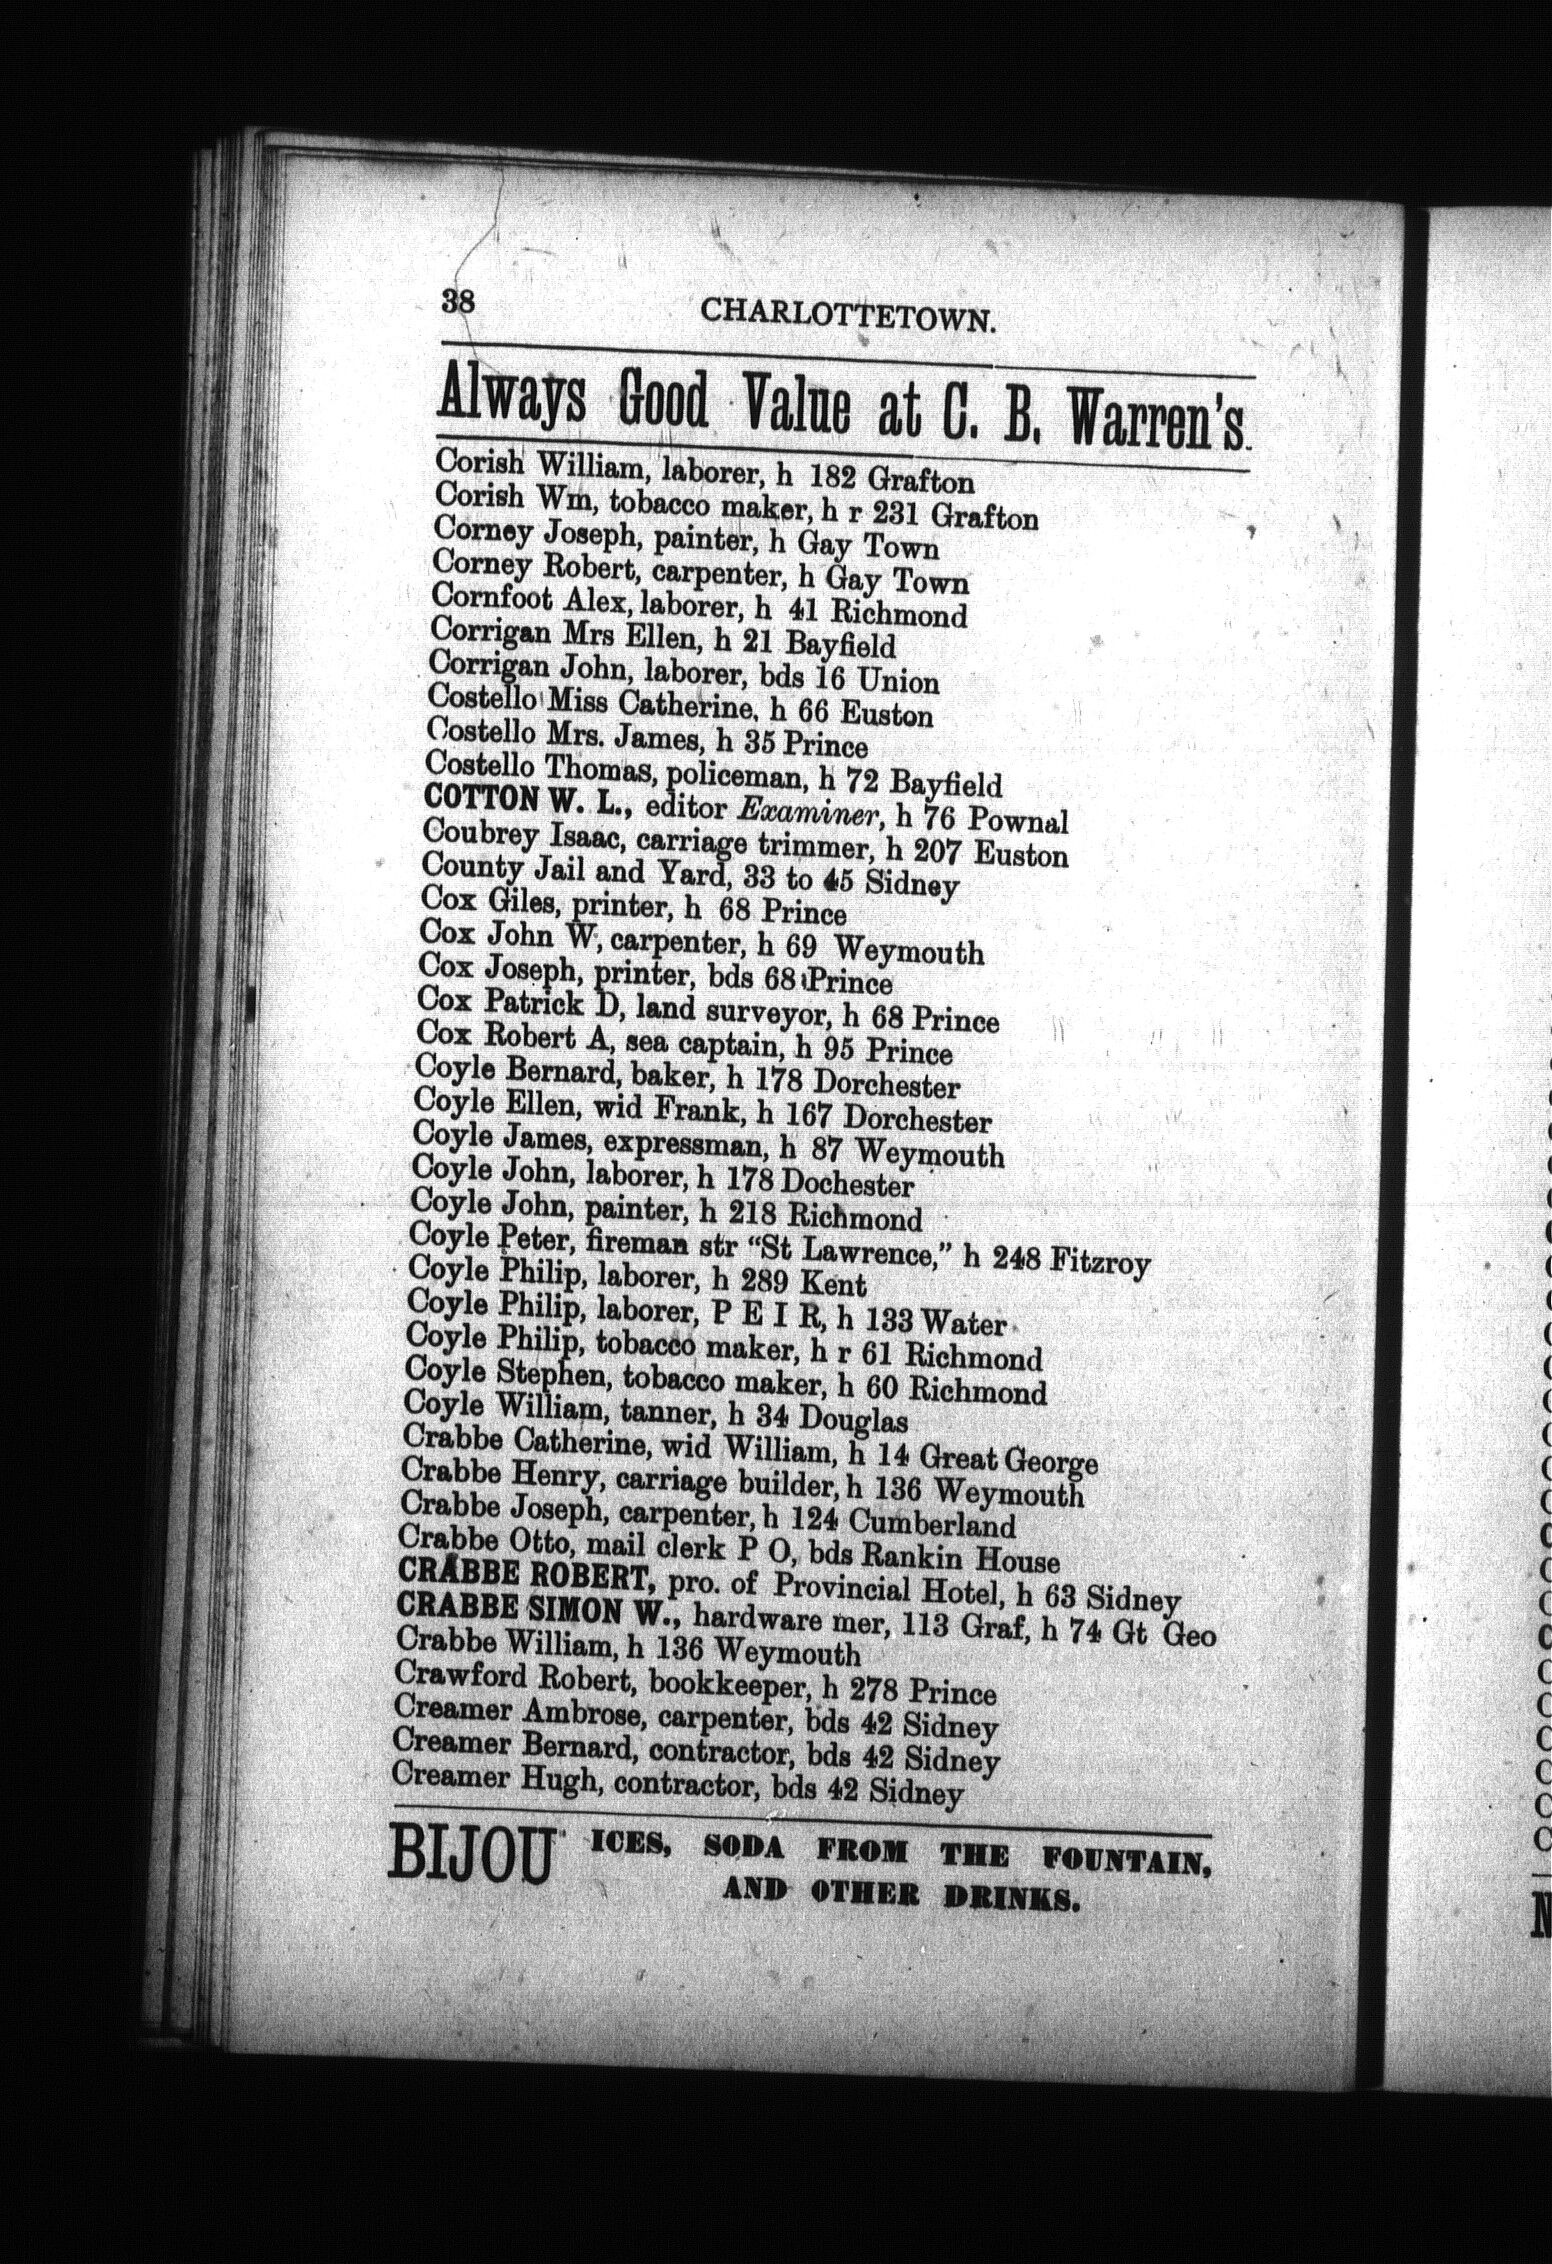 38
CHARLOTTETOWN.
Always Good Value at C. B. Warren's.
Corish William, laborer, h 182 Grafton
Corish Wm, tobacco maker, h r 231 Grafton
Corney Joseph, painter, h Gay Town
Corney Robert, carpenter, h Gay Town
Cornfoot Alex, laborer, h 41 Richmond
Corrigan Mrs Ellen, h 21 Bayfield
Corrigan John, laborer, bds 16 Union
Costello Miss Catherine, h 66 Euston
Costello Mrs. James, h 35 Prince
Costello Thomas, policeman, h 72 Bayfield
COTTON W. L., editor Examiner, h 76 Pownal
Coubrey Isaac, carriage trimmer, h 207 Euston
County Jail and Yard, 33 to 45 Sidney
Cox Giles, printer, h 68 Prince
Cox John W, carpenter, h 69 Weymouth
Cox Joseph, printer, bds 68 Prince
Cox Patrick D, land surveyor, h 68 Prince
Cox Robert A, sea captain, h 95 Prince
Coyle Bernard, baker, h 178 Dorchester
Coyle Ellen, wid Frank, h 167 Dorchester
Coyle James, expressman, h 87 Weymouth
Coyle John, laborer, h 178 Dochester
Coyle John, painter, h 218 Richmond
Coyle Peter, fireman str "St Lawrence," h 248 Fitzroy
Coyle Philip, laborer, h 289 Kent
Coyle Philip, laborer, P E I R, h 133 Water
Coyle Philip, tobacco maker, h r 61 Richmond
Coyle Stephen, tobacco maker, h 60 Richmond
Coyle William, tanner, h 34 Douglas
Crabbe Catherine, wid William, h 14 Great George
Crabbe Henry, carriage builder, h 136 Weymouth
Crabbe Joseph, carpenter, h 124 Cumberland
Crabbe Otto, mail clerk P O, bds Rankin House
CRABBE ROBERT, pro. of Provincial Hotel, h 63 Sidney
CRABBE SIMON W., hardware mer, 113 Graf, h 74 Gt Geo
Crabbe William, h 136 Weymouth
Crawford Robert, bookkeeper, h 278 Prince
Creamer Ambrose, carpenter, bds 42 Sidney
Creamer Bernard, contractor, bds 42 Sidney
Creamer Hugh, contractor, bds 42 Sidney
BIJOU ICES, SODA FROM THE FOUNTAIN,
AND OTHER DRINKS.